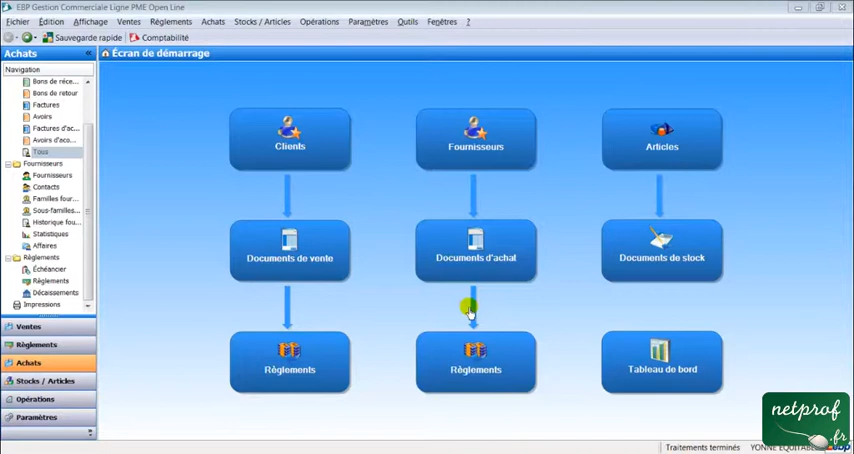 EBP Gestion Commerciale Ligne PME Open Line
Fichier Édition Affichage Ventes Règlements Achats Stocks / Articles Opérations Paramètres Outils Fenêtres ?
Sauvegarde rapide Comptabilité
Achats
Écran de démarrage
Navigation
Bons de réce...
Bons de retour
Factures
Avoirs
Factures d'ac...
Avoirs d'aco...
Tous
Fournisseurs
Fournisseurs
Contacts
Familles four...
Sous-familles...
Historique fou...
Statistiques
Affaires
Règlements
Échéancier
Règlements
Décaissements
Impressions
Ventes
Règlements
Achats
Stocks / Articles
Opérations
Paramètres
Clients
Fournisseurs
Articles
Documents de vente
Documents d'achat
Documents de stock
Règlements
Règlements
Tableau de bord
netprof
.fr
Traitements terminés
YONNE EQUITAB
ebp